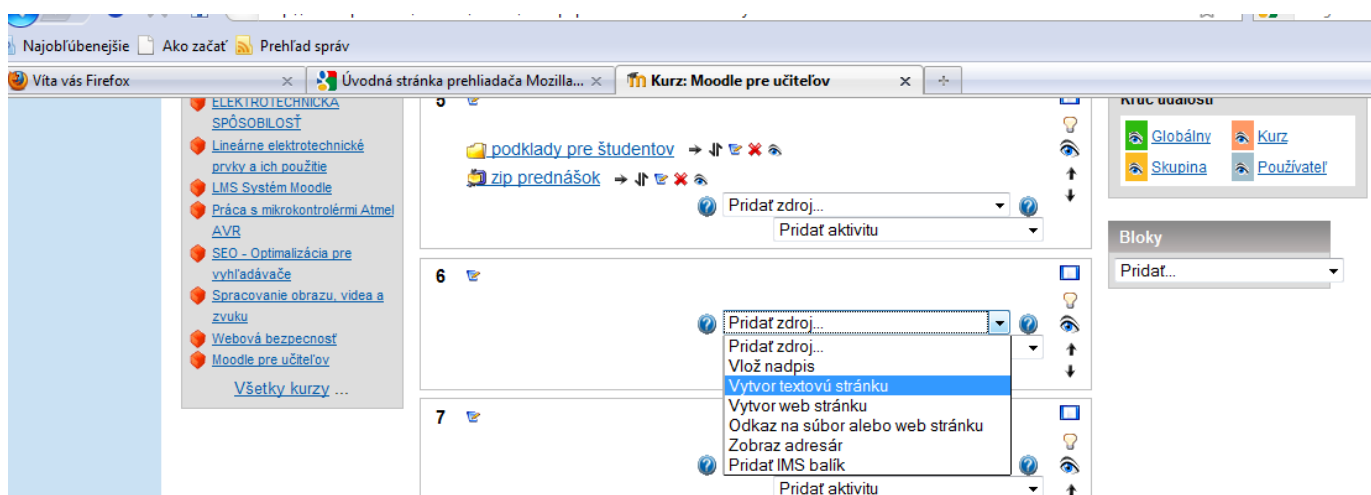 Najobľúbenejšie Ako začať Prehľad správ
Víta vás Firefox
Úvodná stránka prehliadača Mozilla...
Kurz: Moodle pre učiteľov
ELEKTROTECHNICKÁ
SPÔSOBILOSŤ
Lineárne elektrotechnické
prvky a ich použitie
LMS Systém Moodle
Práca s mikrokontrolérmi Atmel
AVR
SEO - Optimalizácia pre
vyhľadávače
Spracovanie obrazu, videa a
zvuku
Webová bezpecnosť
Moodle pre učiteľov
Všetky kurzy ...
5
podklady pre študentov
zip prednášok
Pridať zdroj...
Pridať aktivitu
6
Pridať zdroj...
Pridať zdroj...
Vlož nadpis
Vytvor textovú stránku
Vytvor web stránku
Odkaz na súbor alebo web stránku
Zobraz adresár
Pridať IMS balík
7
Pridať aktivitu
Kľúč udalostí
Globálny
Kurz
Skupina
Používateľ
Bloky
Pridať...